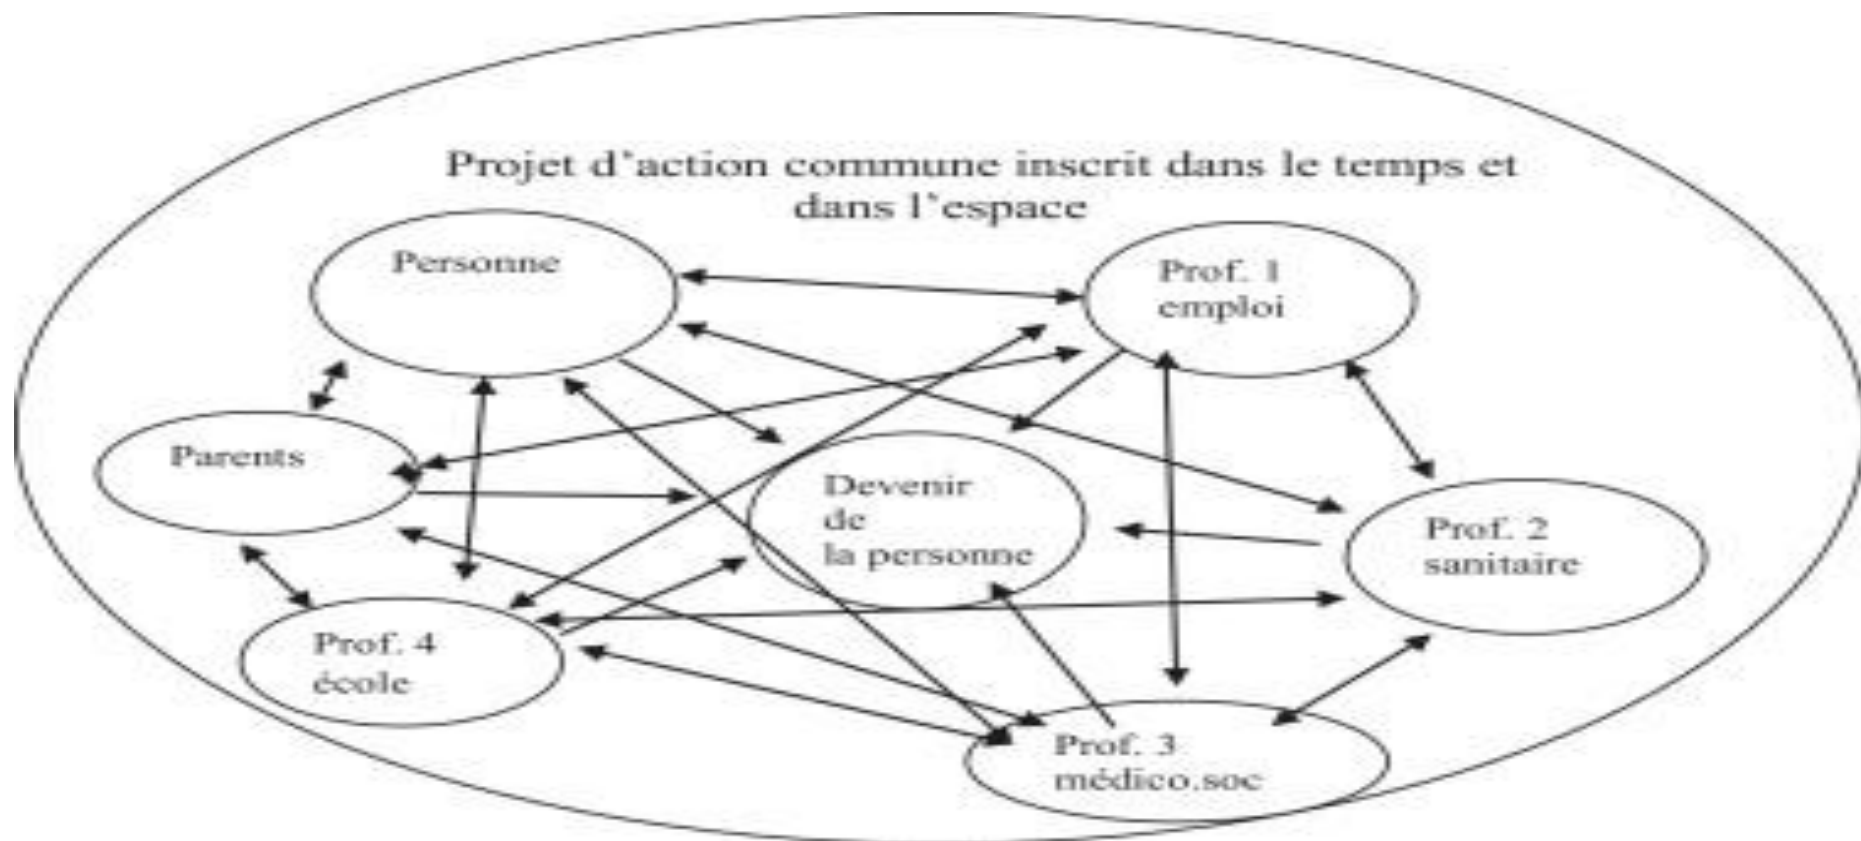 Projet d'action commune inscrit dans le temps et
dans l'espace
Personne
Prof. 1
emploi
Parents
Devenir
de
la personne
Prof. 2
sanitaire
Prof. 4
école
Prof. 3
médico.soc